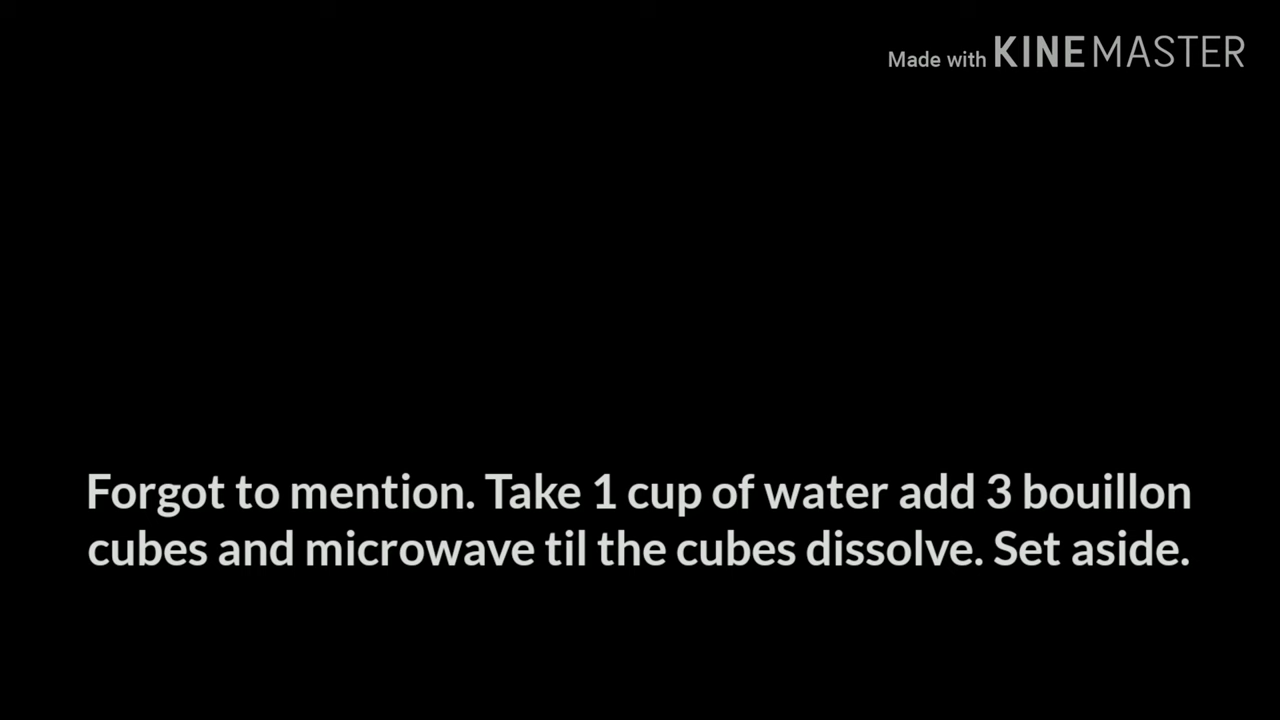 Made with KINEMASTER
Forgot to mention. Take 1 cup of water add 3 bouillon
cubes and microwave til the cubes dissolve. Set aside.